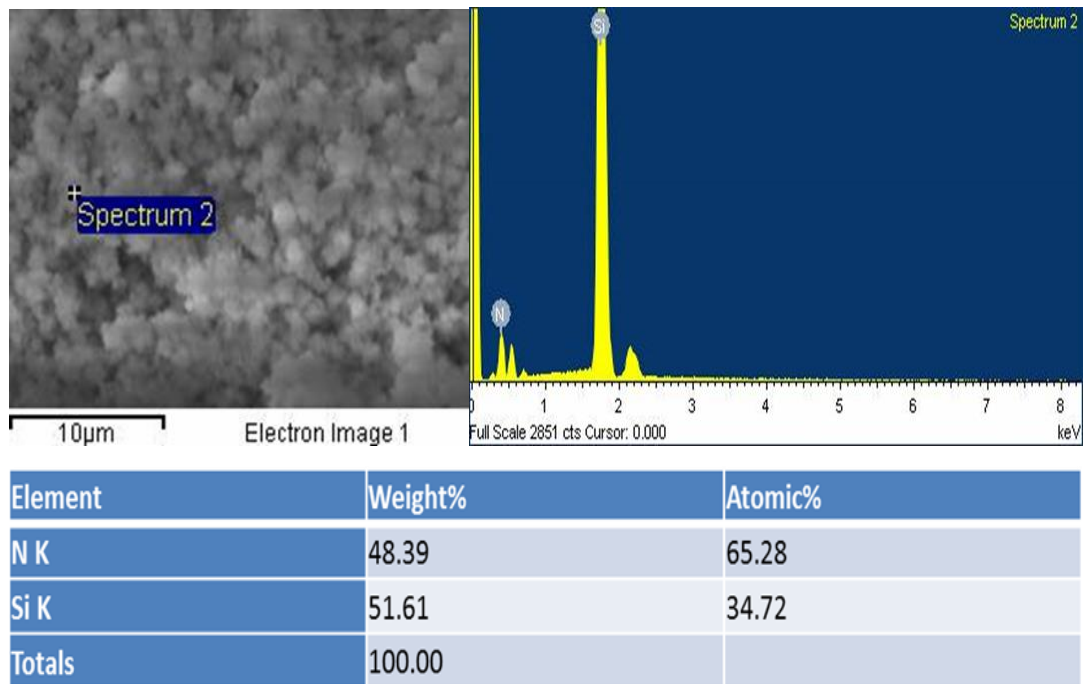 Spectrum 2
10µm
Electron Image 1
Spectrum 2
Si
N
0 1 2 3 4 5 6 7 8
Full Scale 2851 cts Cursor: 0.000 keV
Element Weight% Atomic%
N K 48.39 65.28
Si K 51.61 34.72
Totals 100.00